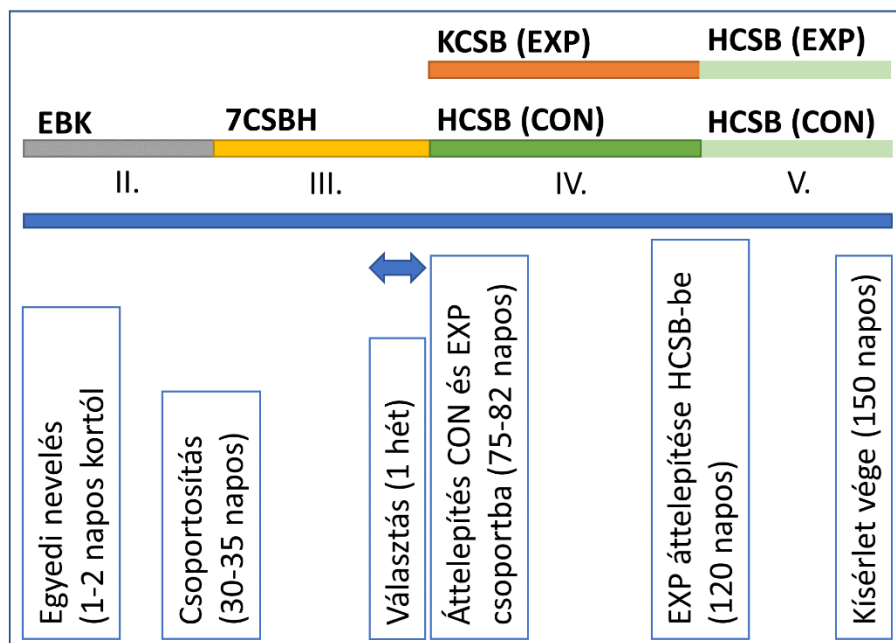 KCSB (EXP) HCSB (EXP)
EBK 7CSBH HCSB (CON) HCSB (CON)
II. III. IV. V.
Egyedi nevelés
(1-2 napos kortól
Csoportosítás
(30-35 napos)
Választás (1 hét)
Áttelepítés CON és EXP
csoportba (75-82 napos)
EXP áttelepítése HCSB-be
(120 napos)
Kísérlet vége (150 napos)